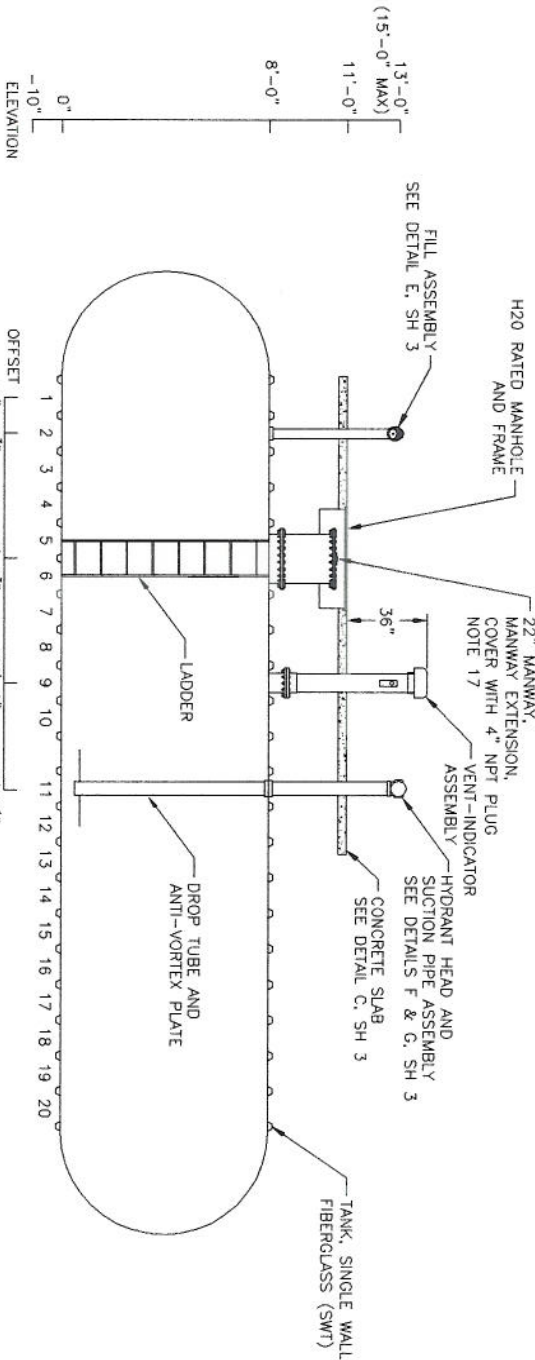 13'-0"
(15'-0" MAX)
11'-0"
8'-0"
0"
-10"
ELEVATION
FILL ASSEMBLY
SEE DETAIL E, SH 3
H20 RATED MANHOLE
AND FRAME
22" MANWAY,
MANWAY EXTENSION,
COVER WITH 4" NPT PLUG
NOTE 17
36"
VENT-INDICATOR
ASSEMBLY
HYDRANT HEAD AND
SUCTION PIPE ASSEMBLY
SEE DETAILS F & G, SH 3
CONCRETE SLAB
SEE DETAIL C, SH 3
LADDER
DROP TUBE AND
ANTI-VORTEX PLATE
TANK, SINGLE WALL
FIBERGLASS (SWT)
1 2 3 4 5 6 7 8 9 10 11 12 13 14 15 16 17 18 19 20
OFFSET